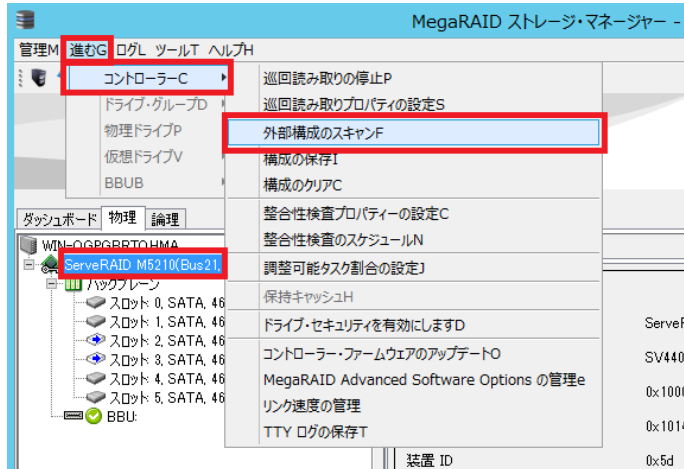 MegaRAID ストレージ・マネージャー -
管理M 進むG ログL ツールT ヘルプH
コントローラーC
ドライブ・グループD
物理ドライブP
仮想ドライブV
BBUB
巡回読み取りの停止P
巡回読み取りプロパティの設定S
外部構成のスキャンF
構成の保存I
構成のクリアC
整合性検査プロパティーの設定C
整合性検査のスケジュールN
調整可能タスク割合の設定J
保持キャッシュH
ドライブ・セキュリティを有効にしますD
コントローラー・ファームウェアのアップデートO
MegaRAID Advanced Software Options の管理e
リンク速度の管理
TTY ログの保存T
ダッシュボード 物理 論理
WIN-OGPGBRTOHMA
ServeRAID M5210(Bus21,
バックプレーン
スロット 0, SATA, 46
スロット 1, SATA, 46
スロット 2, SATA, 46
スロット 3, SATA, 46
スロット 4, SATA, 46
スロット 5, SATA, 46
BBU:
ServeR
SV440
0x1000
0x1014
装置 ID 0x5d